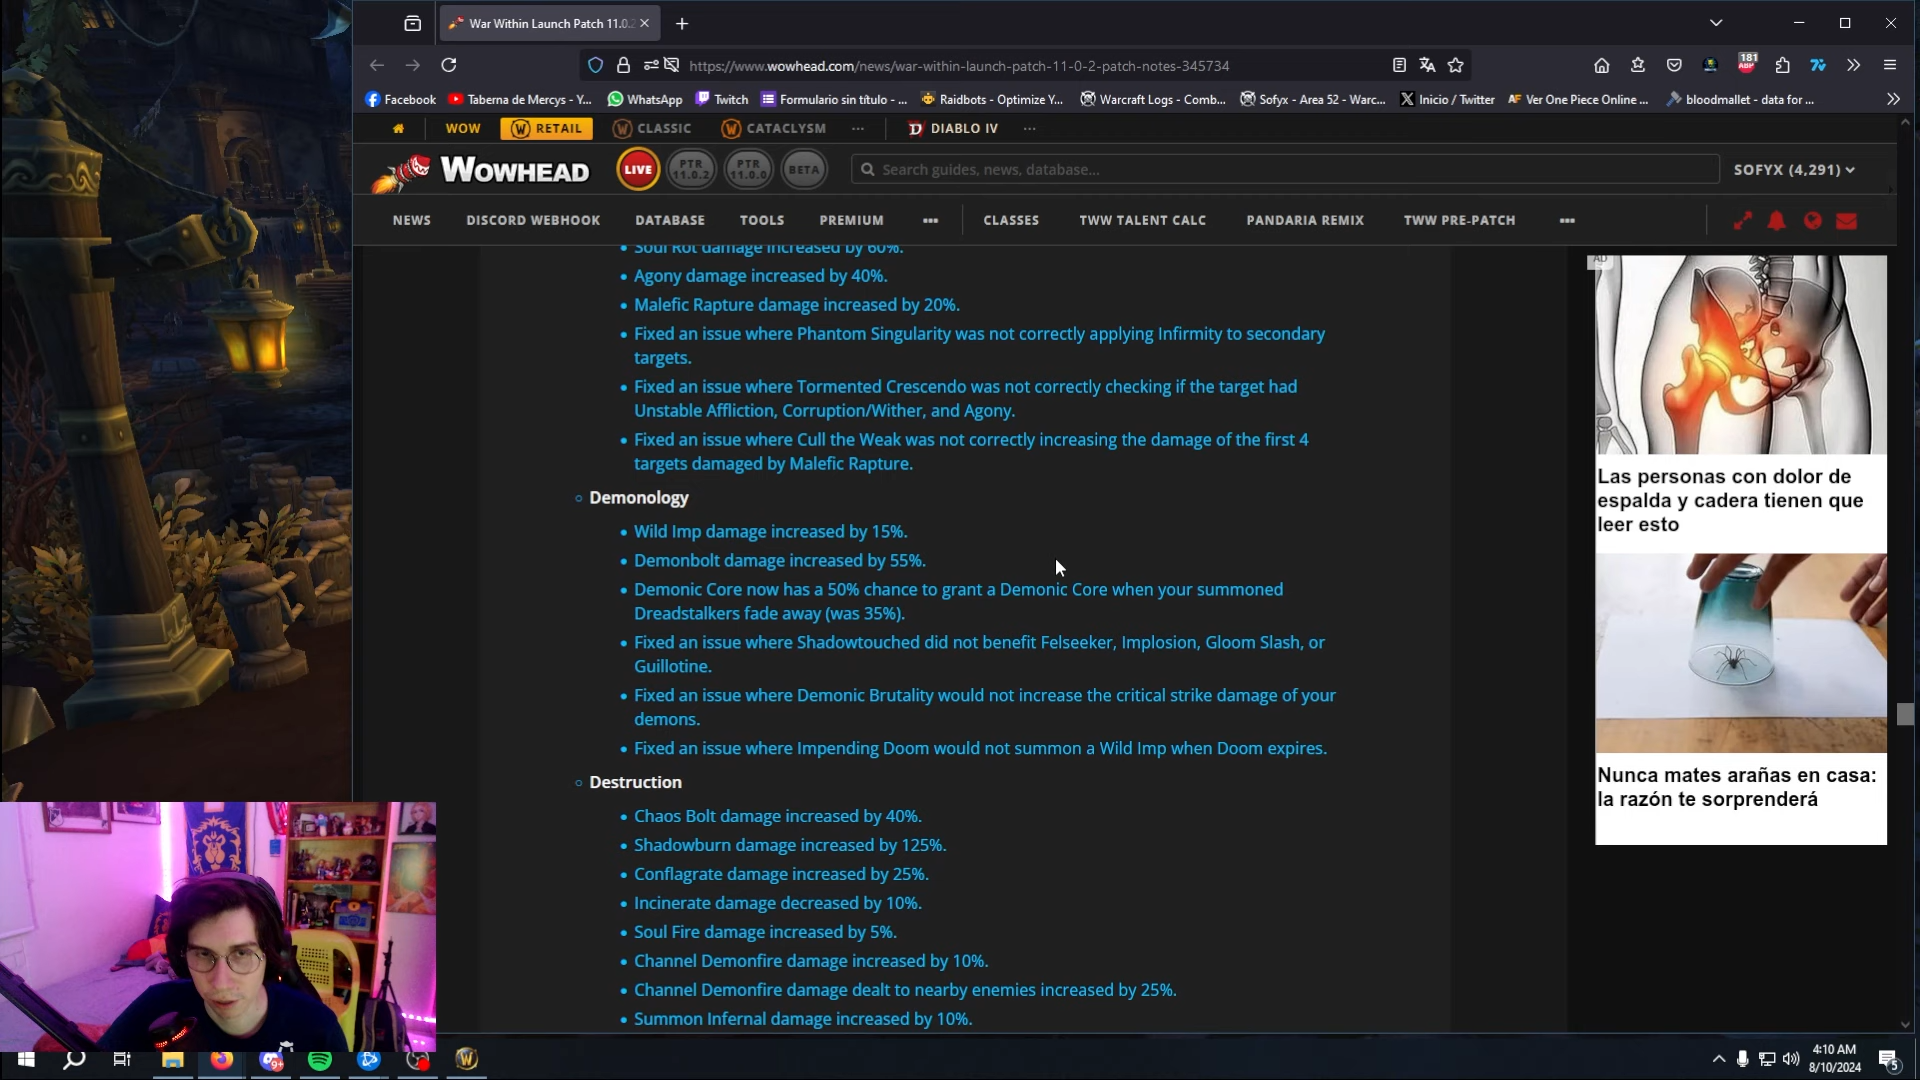 War Within Launch Patch 11.0.
https://www.wowhead.com/news/war-within-launch-patch-11-0-2-patch-notes-345734
181
ABP
Facebook
Taberna de Mercys - Y...
WhatsApp
Twitch
Formulario sin título - ...
Raidbots - Optimize Y...
Warcraft Logs - Comb...
Sofyx - Area 52 - Warc...
Inicio / Twitter
AF Ver One Piece Online ...
bloodmallet - data for ...
WOW
RETAIL
CLASSIC
CATACLYSM
DIABLO IV
WOWHEAD
LIVE
PTR 11.0.2
PTR 11.0.0
BETA
Search guides, news, database...
SOFYX (4,291)
NEWS
DISCORD WEBHOOK
DATABASE
TOOLS
PREMIUM
CLASSES
TWW TALENT CALC
PANDARIA REMIX
TWW PRE-PATCH
Soul Rot damage increased by 60%.
Agony damage increased by 40%.
Malefic Rapture damage increased by 20%.
Fixed an issue where Phantom Singularity was not correctly applying Infirmity to secondary
targets.
Fixed an issue where Tormented Crescendo was not correctly checking if the target had
Unstable Affliction, Corruption/Wither, and Agony.
Fixed an issue where Cull the Weak was not correctly increasing the damage of the first 4
targets damaged by Malefic Rapture.
Demonology
Wild Imp damage increased by 15%.
Demonbolt damage increased by 55%.
Demonic Core now has a 50% chance to grant a Demonic Core when your summoned
Dreadstalkers fade away (was 35%).
Fixed an issue where Shadowtouched did not benefit Felseeker, Implosion, Gloom Slash, or
Guillotine.
Fixed an issue where Demonic Brutality would not increase the critical strike damage of your
demons.
Fixed an issue where Impending Doom would not summon a Wild Imp when Doom expires.
Destruction
Chaos Bolt damage increased by 40%.
Shadowburn damage increased by 125%.
Conflagrate damage increased by 25%.
Incinerate damage decreased by 10%.
Soul Fire damage increased by 5%.
Channel Demonfire damage increased by 10%.
Channel Demonfire damage dealt to nearby enemies increased by 25%.
Summon Infernal damage increased by 10%.
AD
Las personas con dolor de
espalda y cadera tienen que
leer esto
Nunca mates arañas en casa:
la razón te sorprenderá
9+
4:10 AM
8/10/2024
5